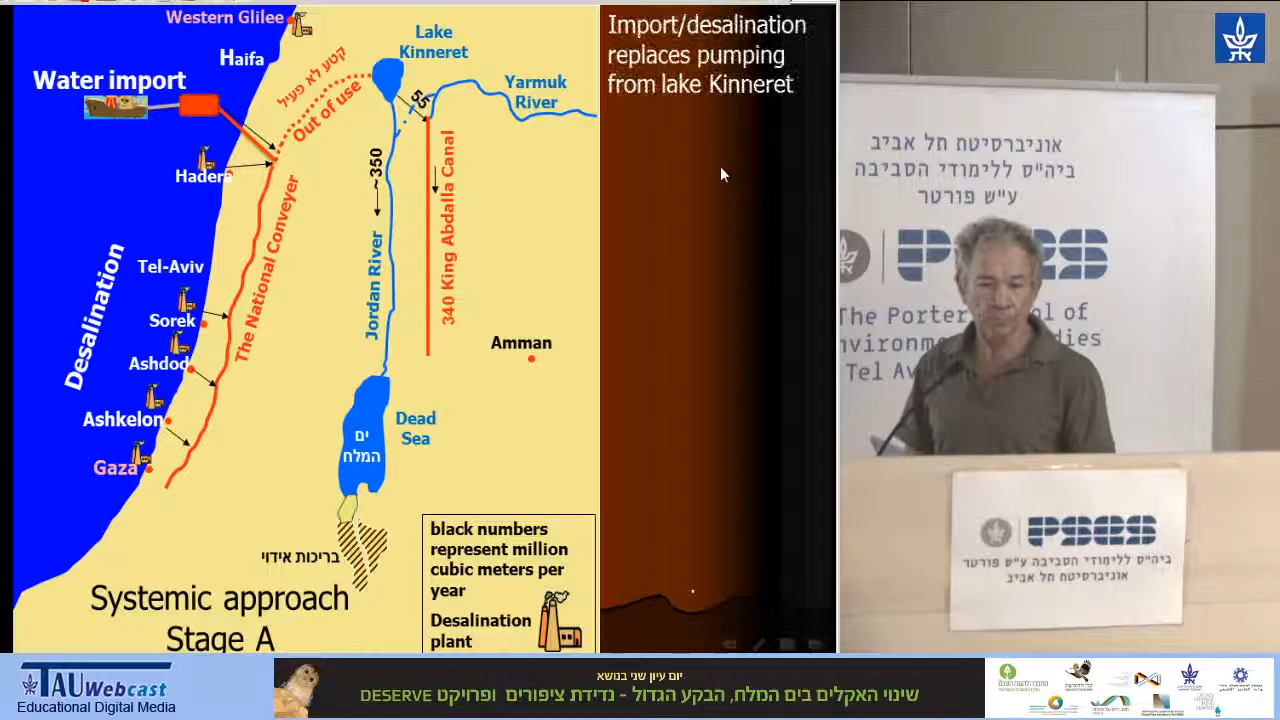 Western Glilee
Haifa
Water import
Hadera
Desalination
Tel-Aviv
Sorek
Ashdod
Ashkelon
Gaza
קטע לא פעיל
Out of use
The National Conveyer
Lake
Kinneret
55
Yarmuk
River
~350
Jordan River
340 King Abdalla Canal
Amman
Dead
Sea
ים
המלח
בריכות אידוי
Systemic approach
Stage A
black numbers
represent million
cubic meters per
year
Desalination
plant
Import/desalination
replaces pumping
from lake Kinneret
אוניברסיטת תל אביב
ביה"ס ללימודי הסביבה
ע"ש פורטר
The Porter
Tel Av
PSES
ביה"ס ללימודי הסביבה ע"ש פורטר
אוניברסיטת תל אביב
TAU Webcast
Educational Digital Media
יום עיון שני בנושא
שינוי האקלים בים המלח, הבקע הגדול - נדידת ציפורים ופרויקט DESERVE